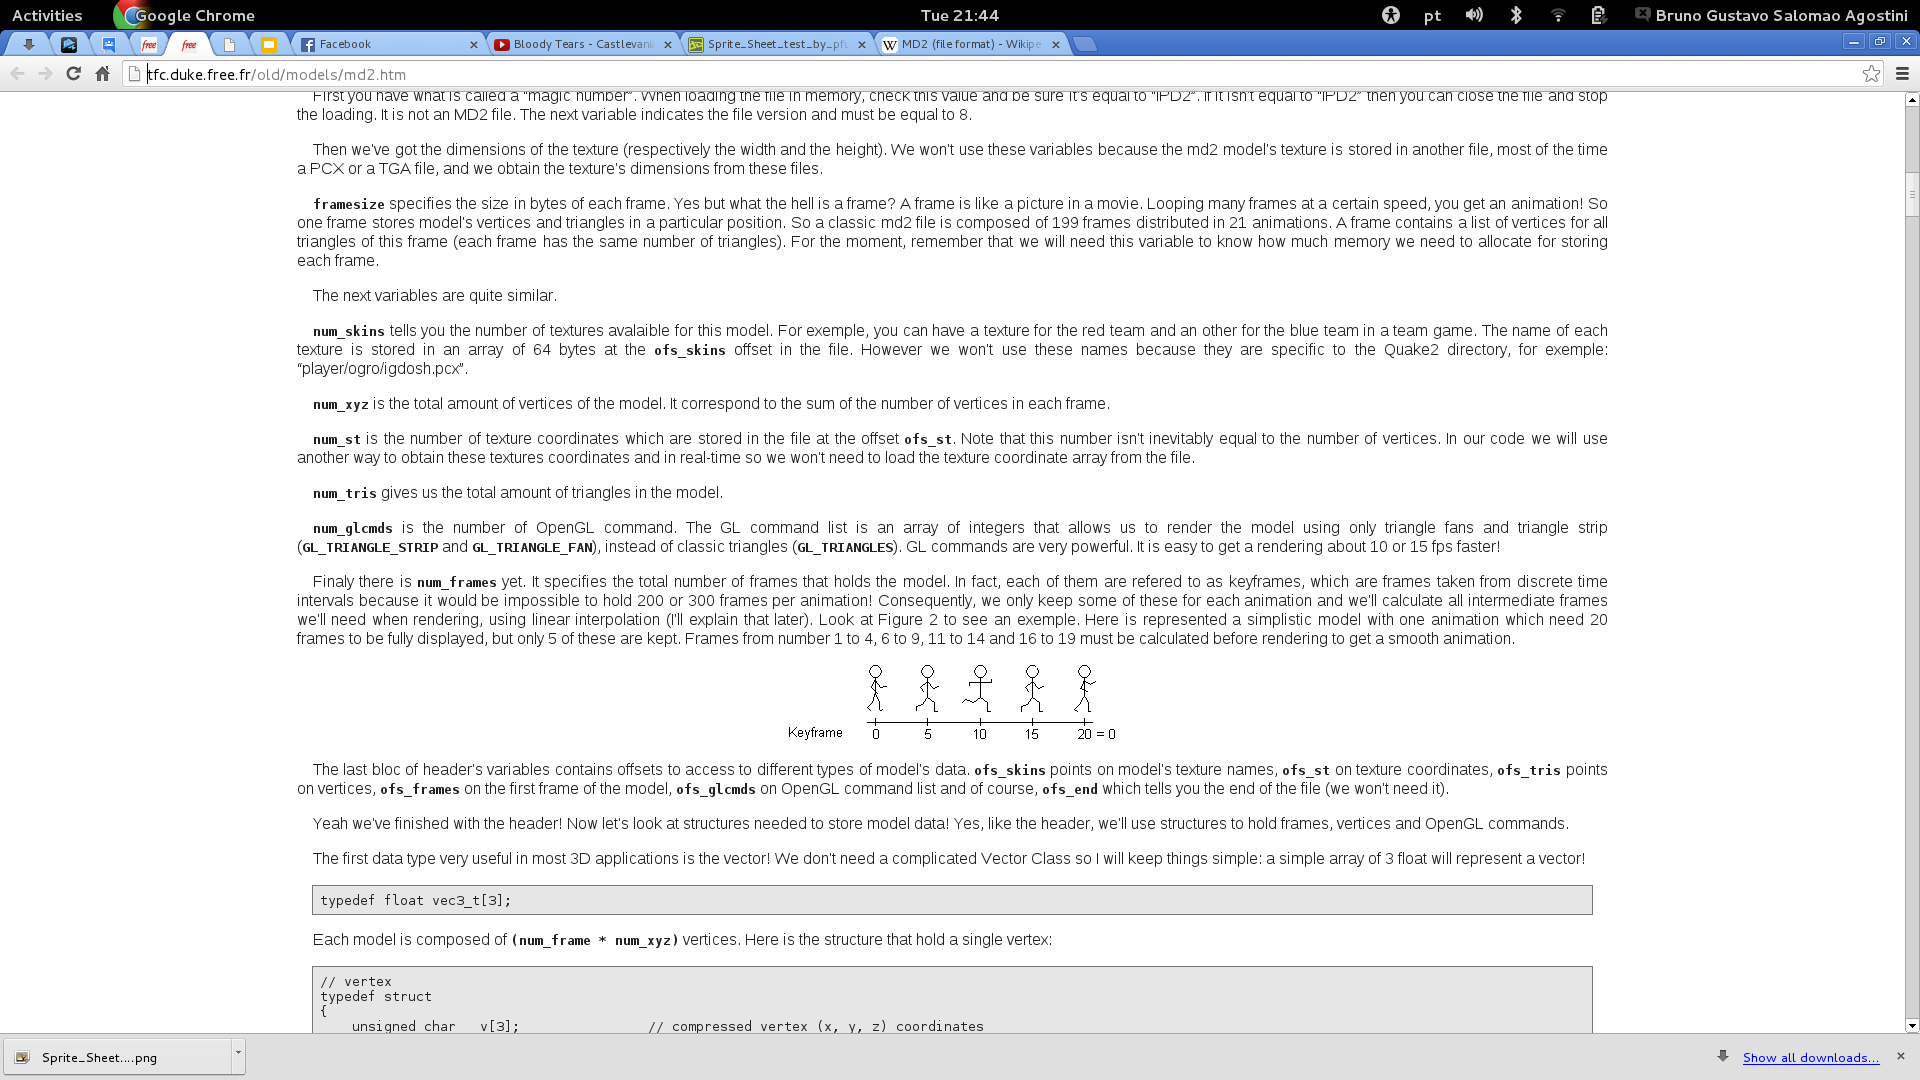 Activities
Google Chrome
Tue 21:44
pt
Bruno Gustavo Salomao Agostini
free
free
Facebook
Bloody Tears - Castlevani
Sprite_Sheet_test_by_pf
MD2 (file format) - Wikipe
tfc.duke.free.fr/old/models/md2.htm
First you have what is called a "magic number". When loading the file in memory, check this value and be sure it's equal to "IPD2". If it isn't equal to "IPD2" then you can close the file and stop
the loading. It is not an MD2 file. The next variable indicates the file version and must be equal to 8.
Then we've got the dimensions of the texture (respectively the width and the height). We won't use these variables because the md2 model's texture is stored in another file, most of the time
a PCX or a TGA file, and we obtain the texture's dimensions from these files.
framesize specifies the size in bytes of each frame. Yes but what the hell is a frame? A frame is like a picture in a movie. Looping many frames at a certain speed, you get an animation! So
one frame stores model's vertices and triangles in a particular position. So a classic md2 file is composed of 199 frames distributed in 21 animations. A frame contains a list of vertices for all
triangles of this frame (each frame has the same number of triangles). For the moment, remember that we will need this variable to know how much memory we need to allocate for storing
each frame.
The next variables are quite similar.
num_skins tells you the number of textures avalaible for this model. For exemple, you can have a texture for the red team and an other for the blue team in a team game. The name of each
texture is stored in an array of 64 bytes at the ofs_skins offset in the file. However we won't use these names because they are specific to the Quake2 directory, for exemple:
"player/ogro/igdosh.pcx".
num_xyz is the total amount of vertices of the model. It correspond to the sum of the number of vertices in each frame.
num_st is the number of texture coordinates which are stored in the file at the offset ofs_st. Note that this number isn't inevitably equal to the number of vertices. In our code we will use
another way to obtain these textures coordinates and in real-time so we won't need to load the texture coordinate array from the file.
num_tris gives us the total amount of triangles in the model.
num_glcmds is the number of OpenGL command. The GL command list is an array of integers that allows us to render the model using only triangle fans and triangle strip
(GL_TRIANGLE_STRIP and GL_TRIANGLE_FAN), instead of classic triangles (GL_TRIANGLES). GL commands are very powerful. It is easy to get a rendering about 10 or 15 fps faster!
Finaly there is num_frames yet. It specifies the total number of frames that holds the model. In fact, each of them are refered to as keyframes, which are frames taken from discrete time
intervals because it would be impossible to hold 200 or 300 frames per animation! Consequently, we only keep some of these for each animation and we'll calculate all intermediate frames
we'll need when rendering, using linear interpolation (I'll explain that later). Look at Figure 2 to see an exemple. Here is represented a simplistic model with one animation which need 20
frames to be fully displayed, but only 5 of these are kept. Frames from number 1 to 4, 6 to 9, 11 to 14 and 16 to 19 must be calculated before rendering to get a smooth animation.
Keyframe 0 5 10 15 20 = 0
The last bloc of header's variables contains offsets to access to different types of model's data. ofs_skins points on model's texture names, ofs_st on texture coordinates, ofs_tris points
on vertices, ofs_frames on the first frame of the model, ofs_glcmds on OpenGL command list and of course, ofs_end which tells you the end of the file (we won't need it).
Yeah we've finished with the header! Now let's look at structures needed to store model data! Yes, like the header, we'll use structures to hold frames, vertices and OpenGL commands.
The first data type very useful in most 3D applications is the vector! We don't need a complicated Vector Class so I will keep things simple: a simple array of 3 float will represent a vector!
typedef float vec3_t[3];
Each model is composed of (num_frame * num_xyz) vertices. Here is the structure that hold a single vertex:
// vertex
typedef struct
{
unsigned char v[3]; // compressed vertex (x, y, z) coordinates
Sprite_Sheet....png
Show all downloads...